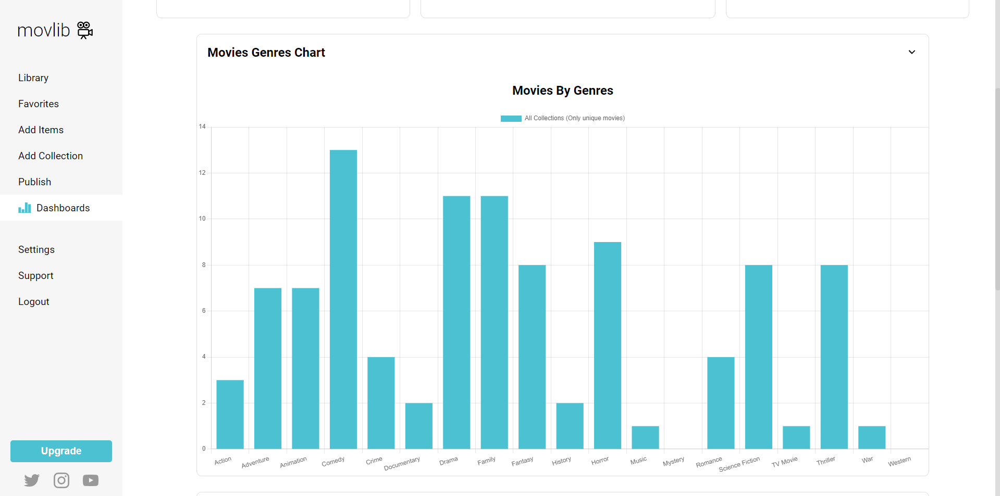 movlib
Library
Favorites
Add Items
Add Collection
Publish
Dashboards
Settings
Support
Logout
Upgrade
Movies Genres Chart
Movies By Genres
All Collections (Only unique movies)
14
12
10
8
6
4
2
0
Action Adventure Animation Comedy Crime Documentary Drama Family Fantasy History Horror Music Mystery Romance Science Fiction TV Movie Thriller War Western